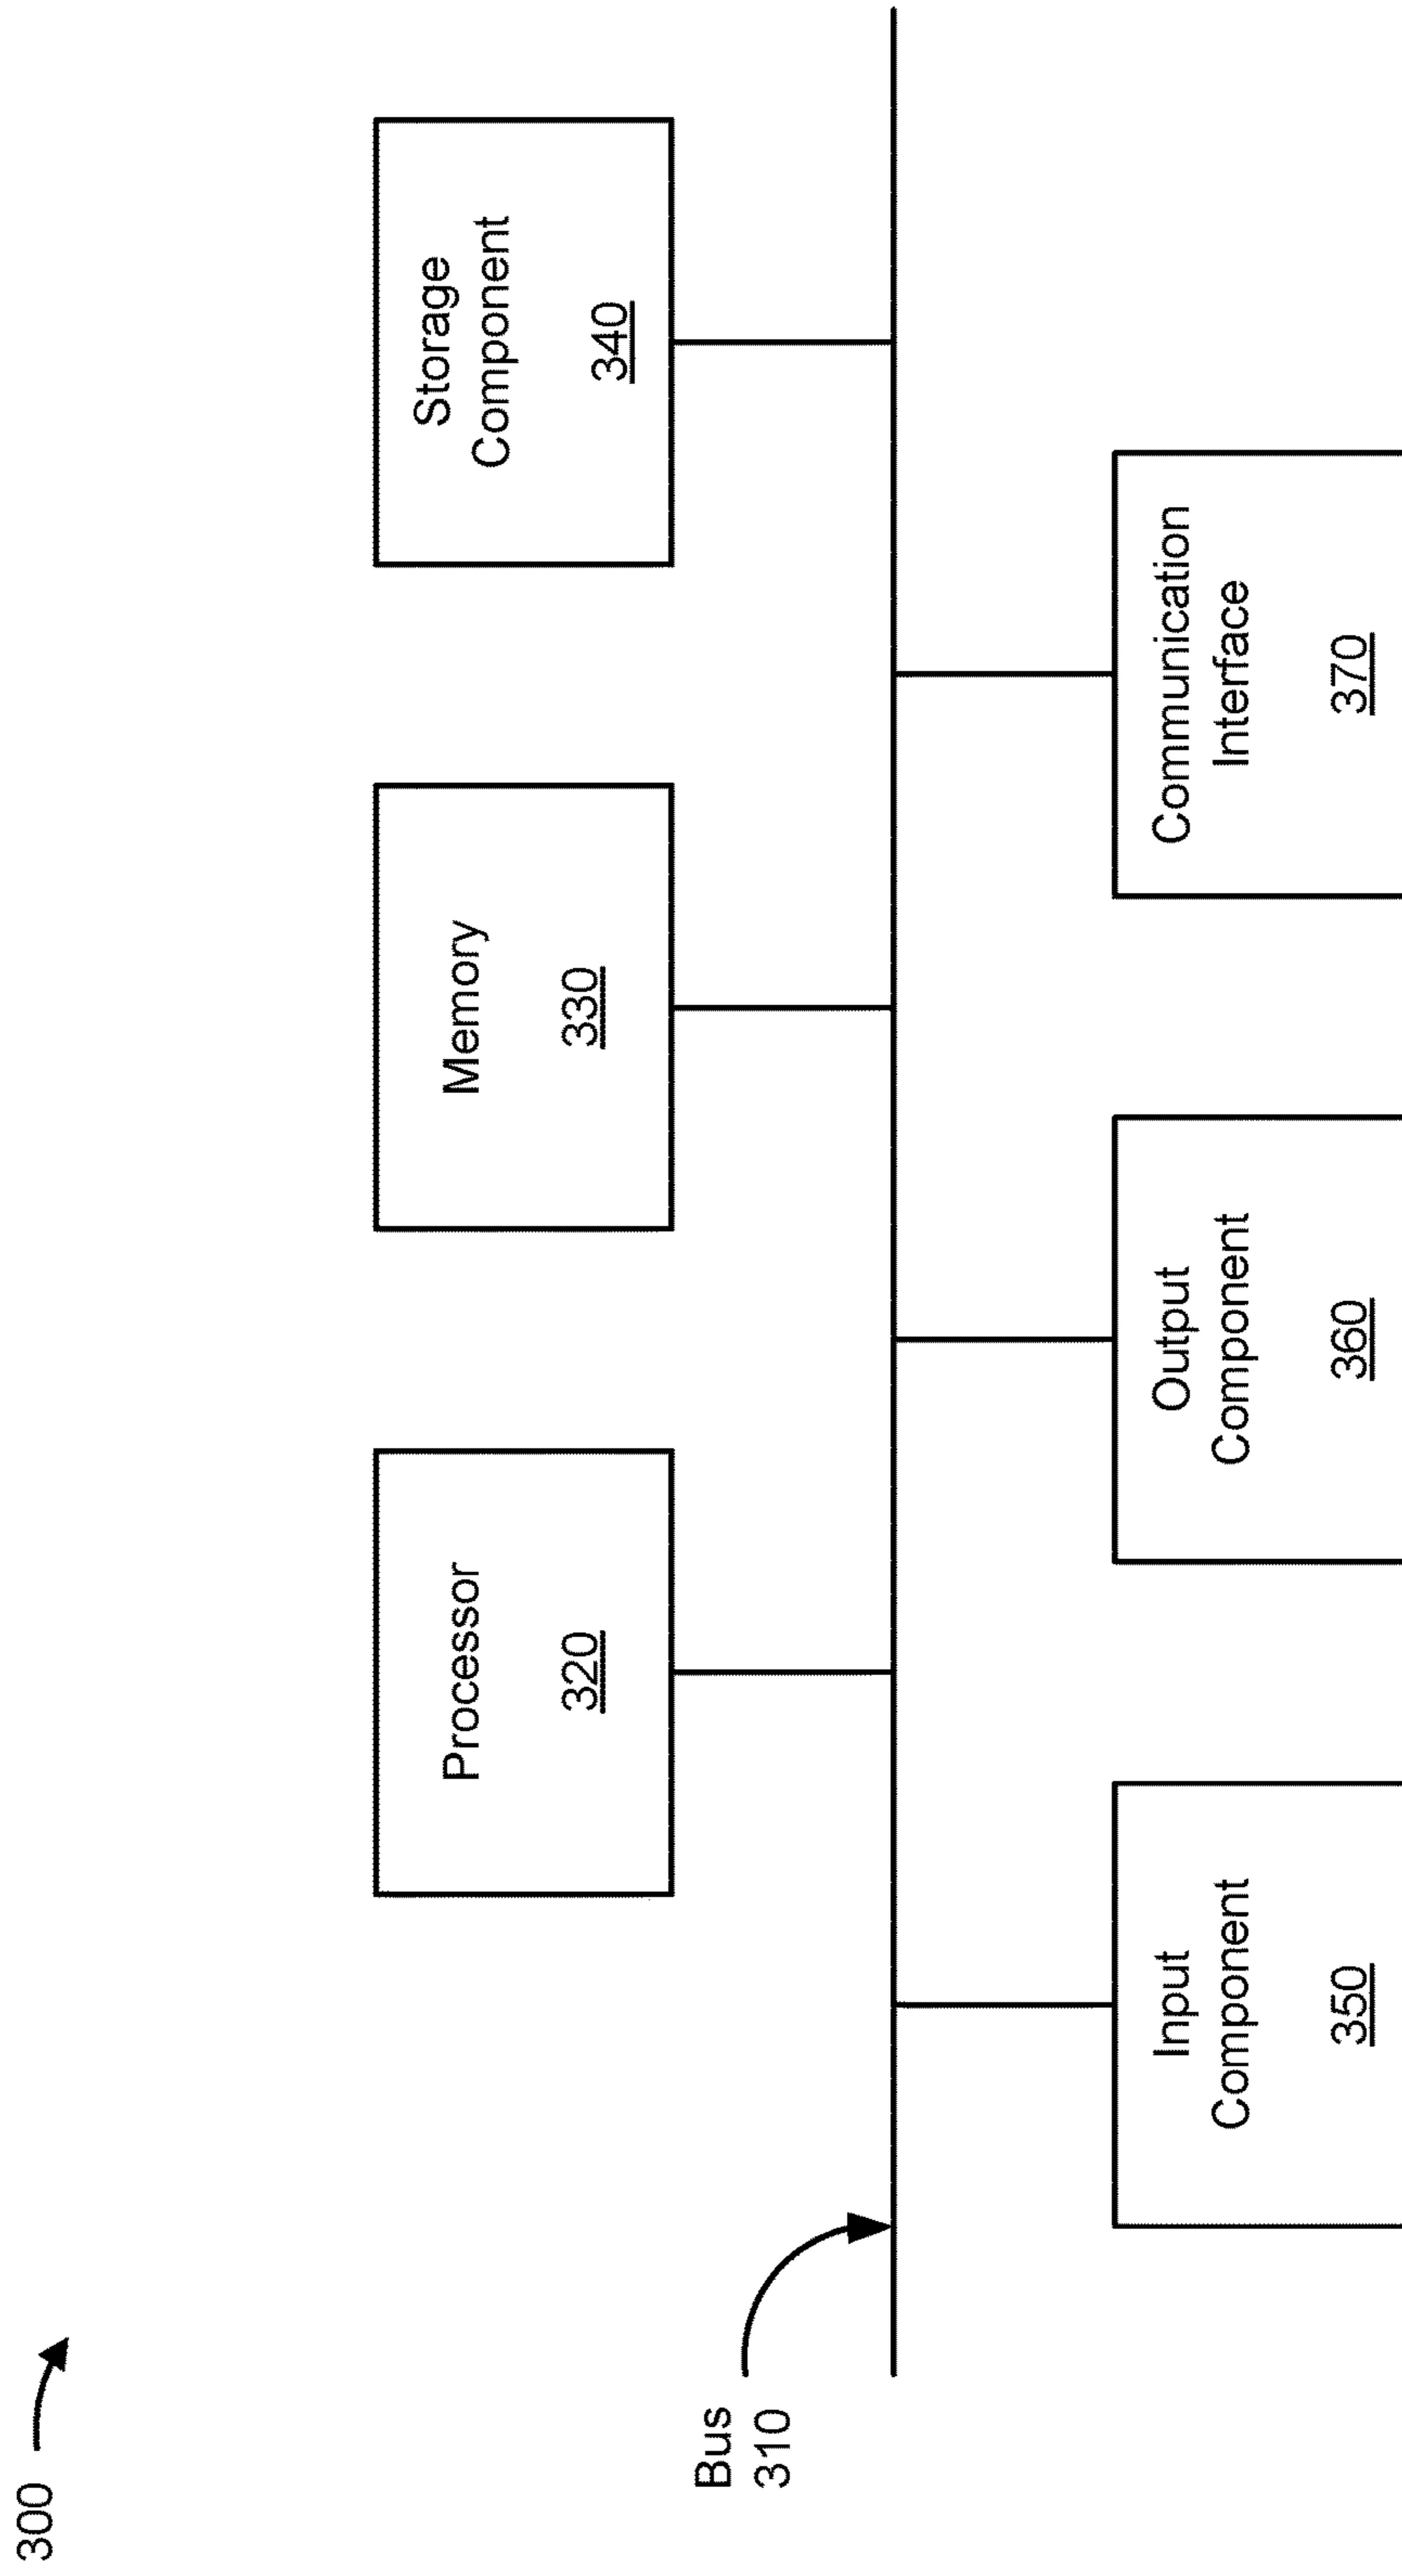 300
Processor
320
Memory
330
Storage
Component
340
Bus
310
Input
Component
350
Output
Component
360
Communication
Interface
370